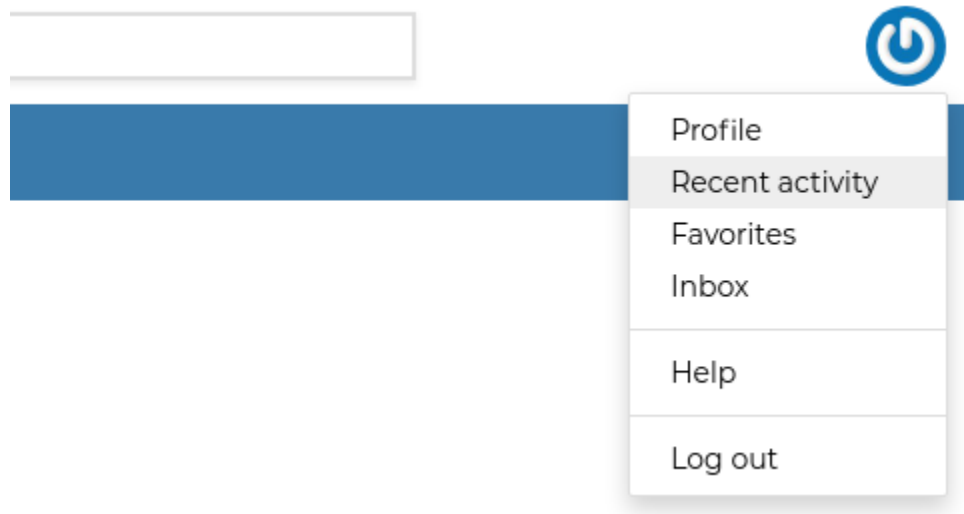 Profile
Recent activity
Favorites
Inbox
Help
Log out